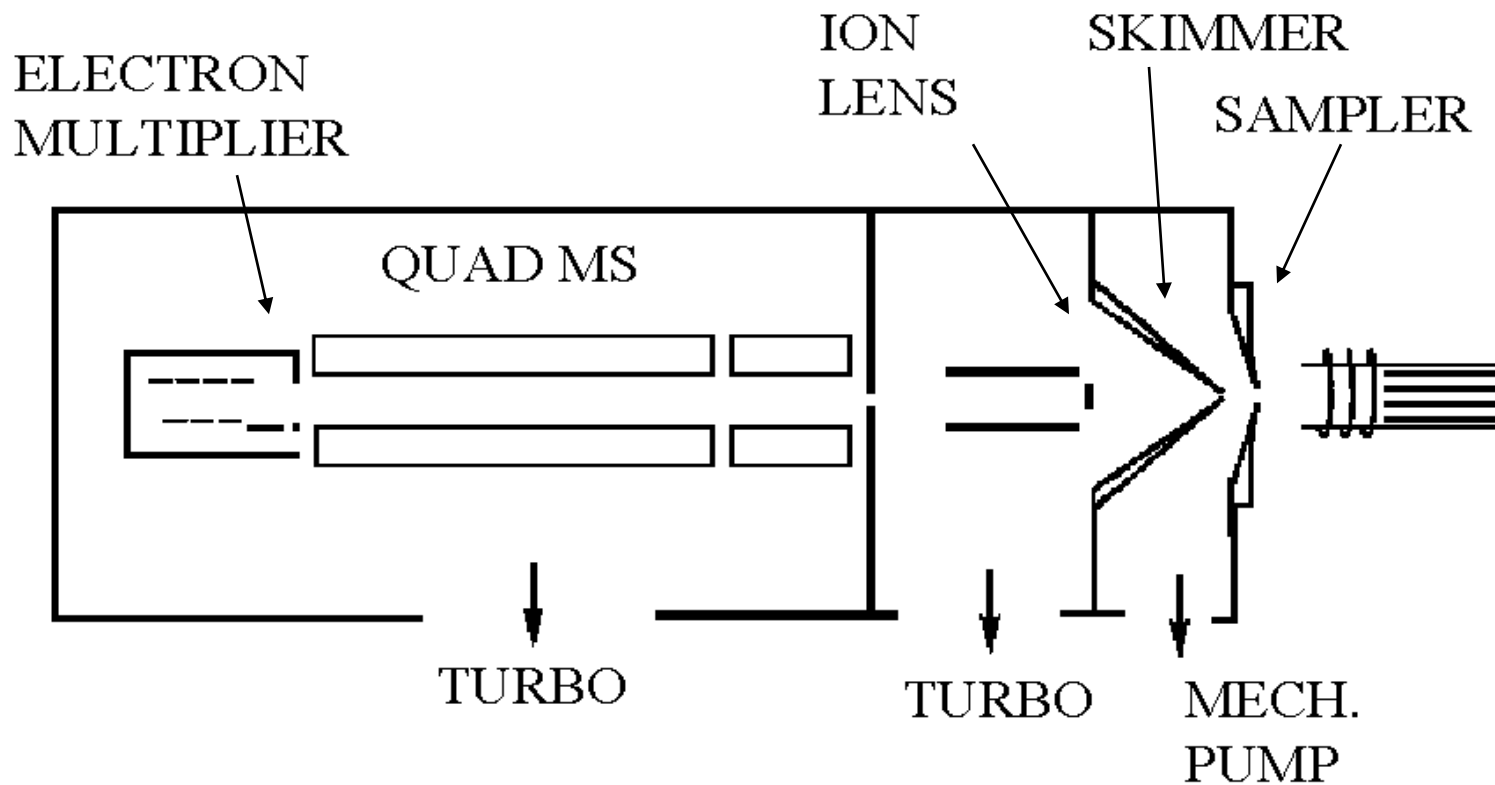 ELECTRON
MULTIPLIER
ION
LENS
SKIMMER
SAMPLER
QUAD MS
TURBO
TURBO
MECH.
PUMP